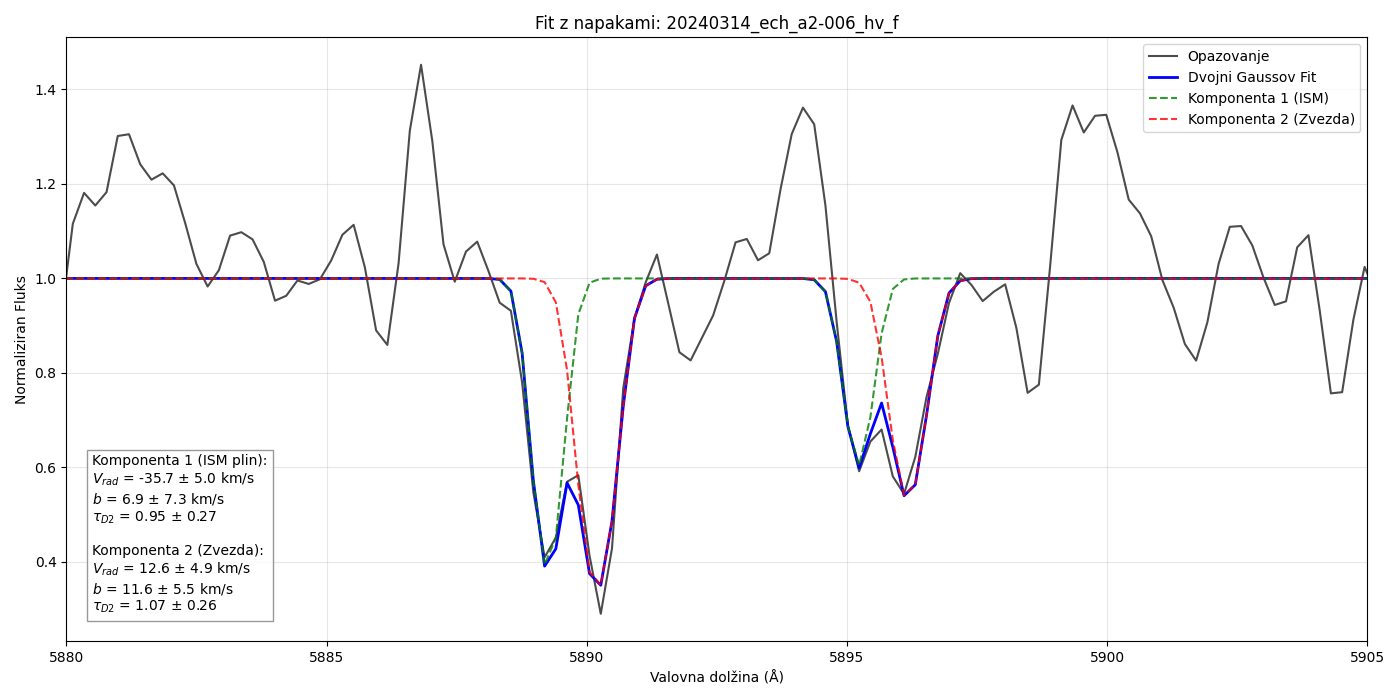 Fit z napakami: 20240314_ech_a2-006_hv_f
Normaliziran Fluks
1.4
1.2
1.0
0.8
0.6
0.4
Opazovanje
Dvojni Gaussov Fit
Komponenta 1 (ISM)
Komponenta 2 (Zvezda)
Komponenta 1 (ISM plin):
V_rad = -35.7 ± 5.0 km/s
b = 6.9 ± 7.3 km/s
τ_D2 = 0.95 ± 0.27
Komponenta 2 (Zvezda):
V_rad = 12.6 ± 4.9 km/s
b = 11.6 ± 5.5 km/s
τ_D2 = 1.07 ± 0.26
5880 5885 5890 5895 5900 5905
Valovna dolžina (Å)